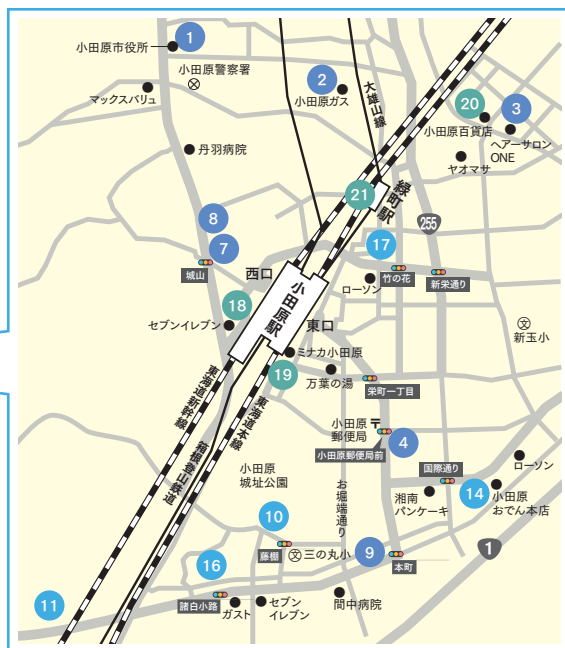 1
小田原市役所
小田原警察署
マックスバリュ
2
小田原ガス
大雄山線
20
3
小田原百貨店
ヘアーサロン
ONE
ヤオマサ
丹羽病院
21
緑町駅
255
8
7
城山
西口
17
ローソン
竹の花
新栄通り
18
セブンイレブン
小田原駅
東口
文
新玉小
ミナカ小田原
19
万葉の湯
栄町一丁目
東海道新幹線
東海道本線
箱根登山鉄道
小田原
郵便局
〒
4
小田原郵便局前
国際通り
ローソン
小田原
城址公園
お堀端通り
湘南
パンケーキ
14
小田原
おでん本店
10
藤棚
文
三の丸小
9
本町
1
16
諸白小路
ガスト
セブン
イレブン
間中病院
11